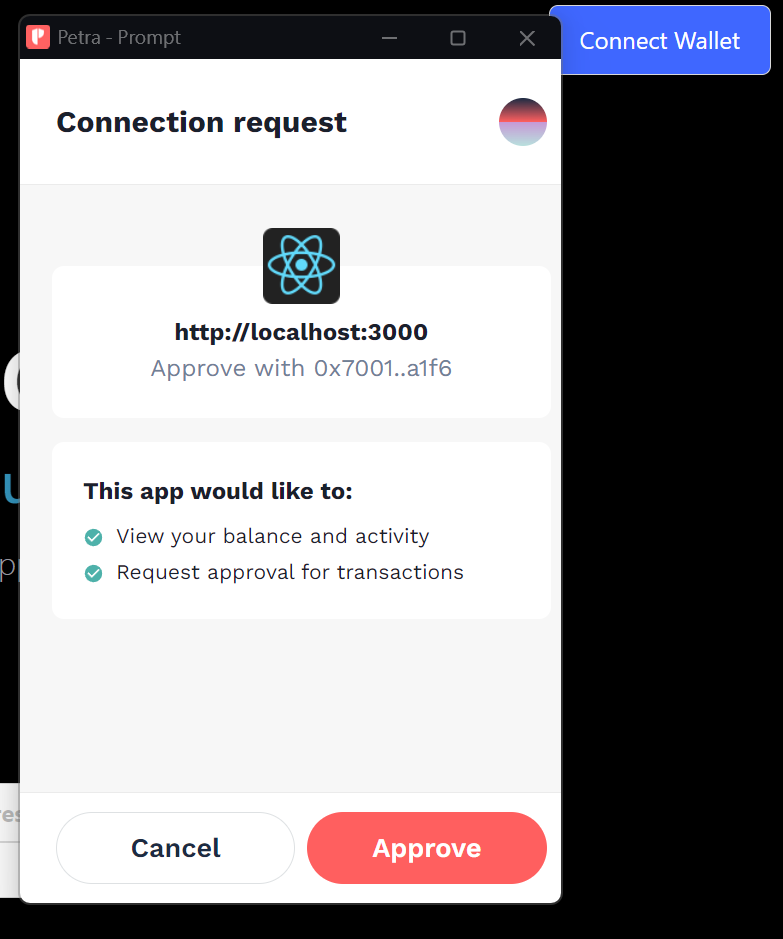 Petra - Prompt
Connect Wallet
Connection request
http://localhost:3000
Approve with 0x7001..a1f6
This app would like to:
View your balance and activity
Request approval for transactions
Cancel
Approve